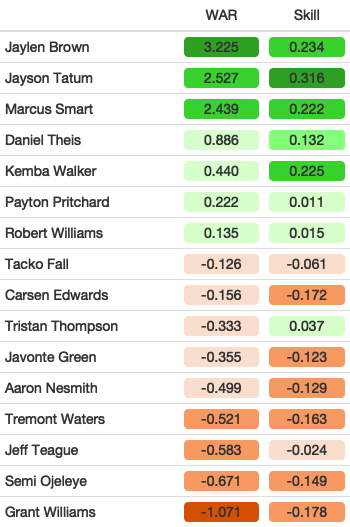 WAR Skill
Jaylen Brown 3.225 0.234
Jayson Tatum 2.527 0.316
Marcus Smart 2.439 0.222
Daniel Theis 0.886 0.132
Kemba Walker 0.440 0.225
Payton Pritchard 0.222 0.011
Robert Williams 0.135 0.015
Tacko Fall -0.126 -0.061
Carsen Edwards -0.156 -0.172
Tristan Thompson -0.333 0.037
Javonte Green -0.355 -0.123
Aaron Nesmith -0.499 -0.129
Tremont Waters -0.521 -0.163
Jeff Teague -0.583 -0.024
Semi Ojeleye -0.671 -0.149
Grant Williams -1.071 -0.178